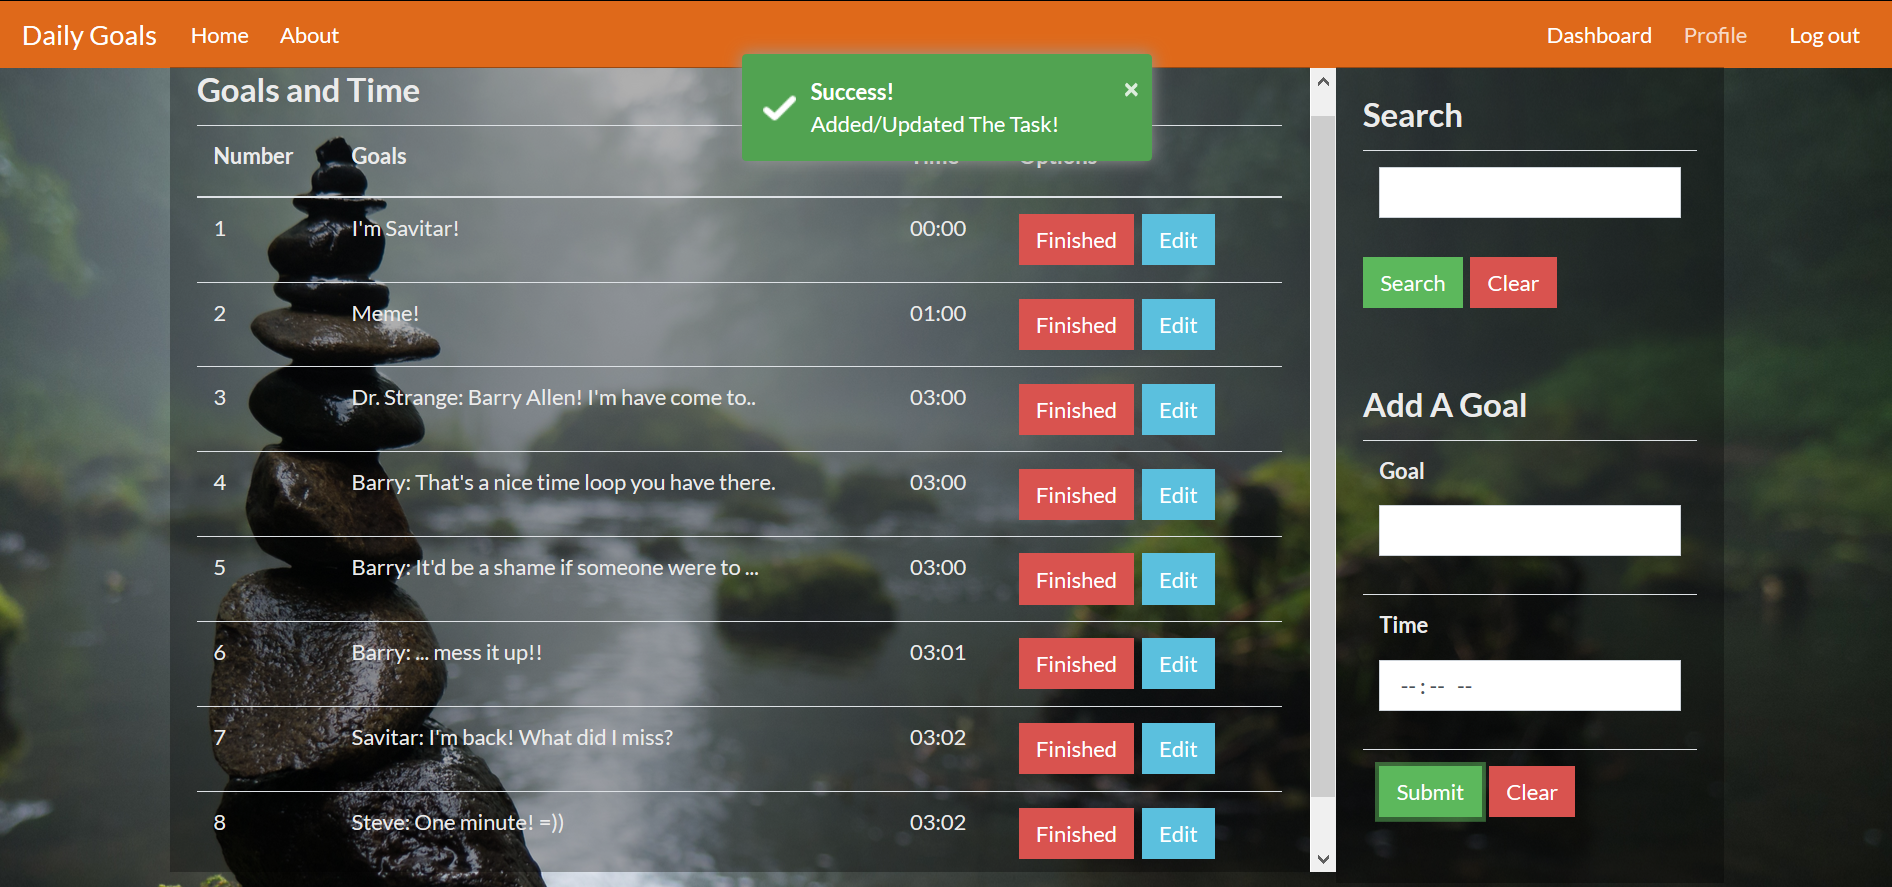 Daily Goals Home About Dashboard Profile Log out
Success!
Added/Updated The Task!
Goals and Time
Number Goals Time Options
1 I'm Savitar! 00:00 Finished Edit
2 Meme! 01:00 Finished Edit
3 Dr. Strange: Barry Allen! I'm have come to.. 03:00 Finished Edit
4 Barry: That's a nice time loop you have there. 03:00 Finished Edit
5 Barry: It'd be a shame if someone were to ... 03:00 Finished Edit
6 Barry: ... mess it up!! 03:01 Finished Edit
7 Savitar: I'm back! What did I miss? 03:02 Finished Edit
8 Steve: One minute! =)) 03:02 Finished Edit
Search
Search Clear
Add A Goal
Goal
Time
-- : -- --
Submit Clear